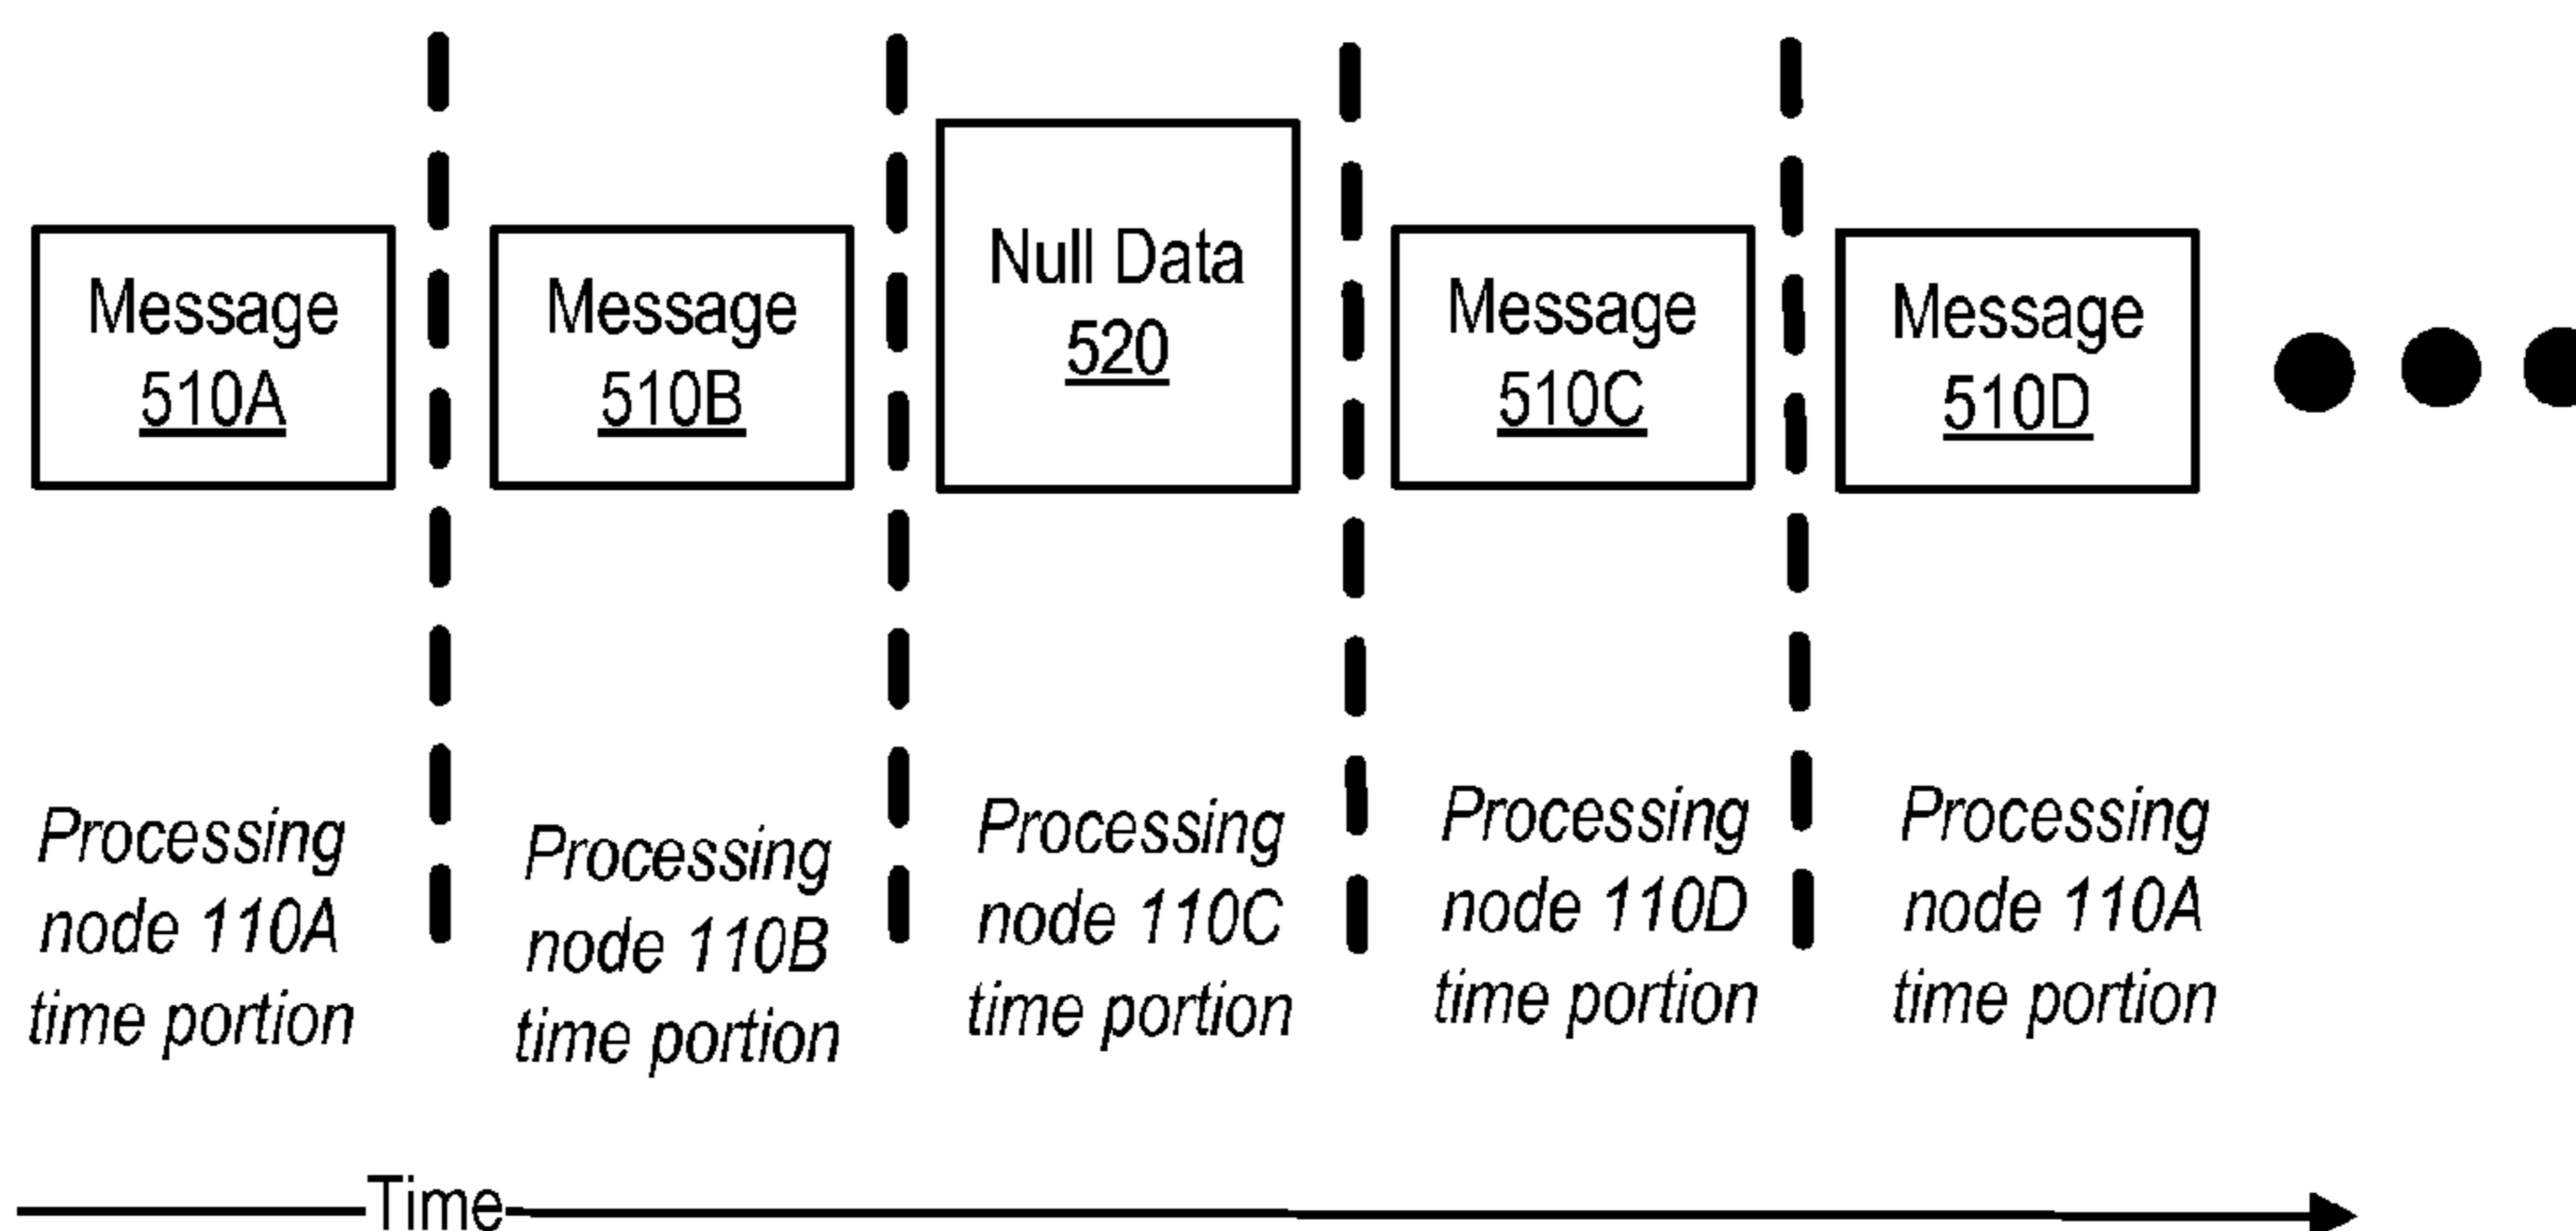 Message
510A
Message
510B
Null Data
520
Message
510C
Message
510D
Processing
node 110A
time portion
Processing
node 110B
time portion
Processing
node 110C
time portion
Processing
node 110D
time portion
Processing
node 110A
time portion
Time